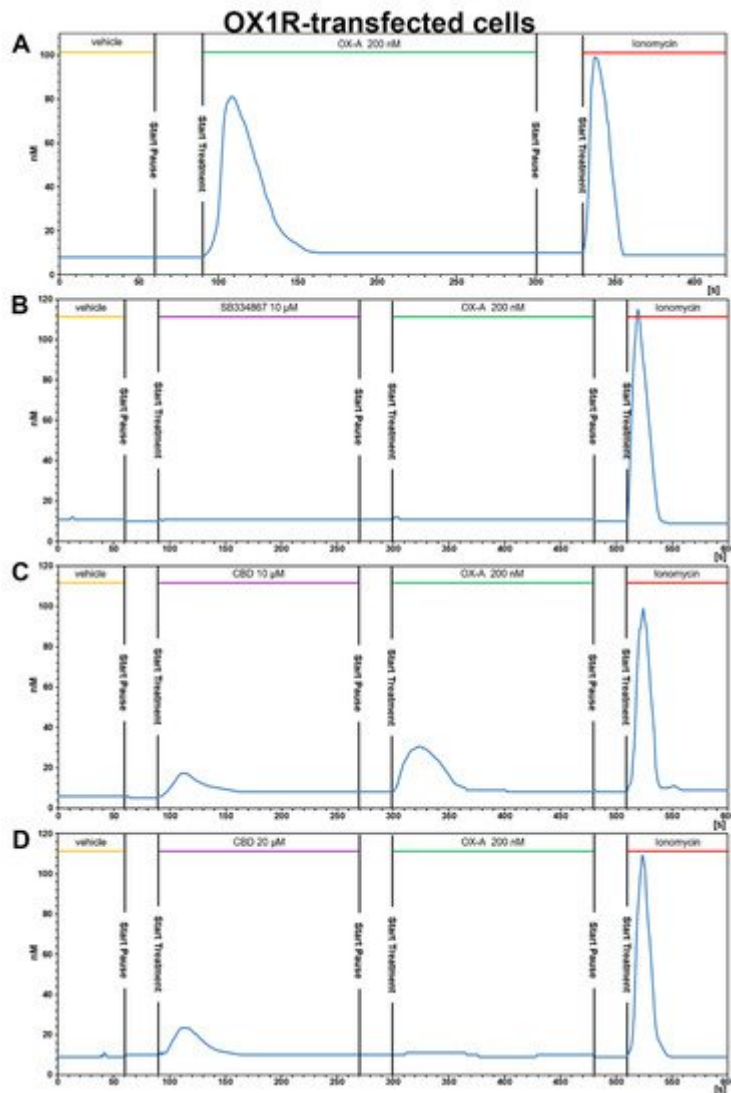 OX1R-transfected cells
A
vehicle
OX-A 200 nM
Ionomycin
100
80
60
40
20
0
nM
Start Pause
Start Treatment
Start Pause
Start Treatment
0 50 100 150 200 250 300 350 400
[s]
B
vehicle
SB334867 10 µM
OX-A 200 nM
Ionomycin
120
100
80
60
40
20
0
nM
Start Pause
Start Treatment
Start Pause
Start Treatment
Start Pause
Start Treatment
0 50 100 150 200 250 300 350 400 450 500 550 600
[s]
C
vehicle
CBD 10 µM
OX-A 200 nM
Ionomycin
120
100
80
60
40
20
0
nM
Start Pause
Start Treatment
Start Pause
Start Treatment
Start Pause
Start Treatment
0 50 100 150 200 250 300 350 400 450 500 550 600
[s]
D
vehicle
CBD 20 µM
OX-A 200 nM
Ionomycin
120
100
80
60
40
20
0
nM
Start Pause
Start Treatment
Start Pause
Start Treatment
Start Pause
Start Treatment
0 50 100 150 200 250 300 350 400 450 500 550 600
[s]